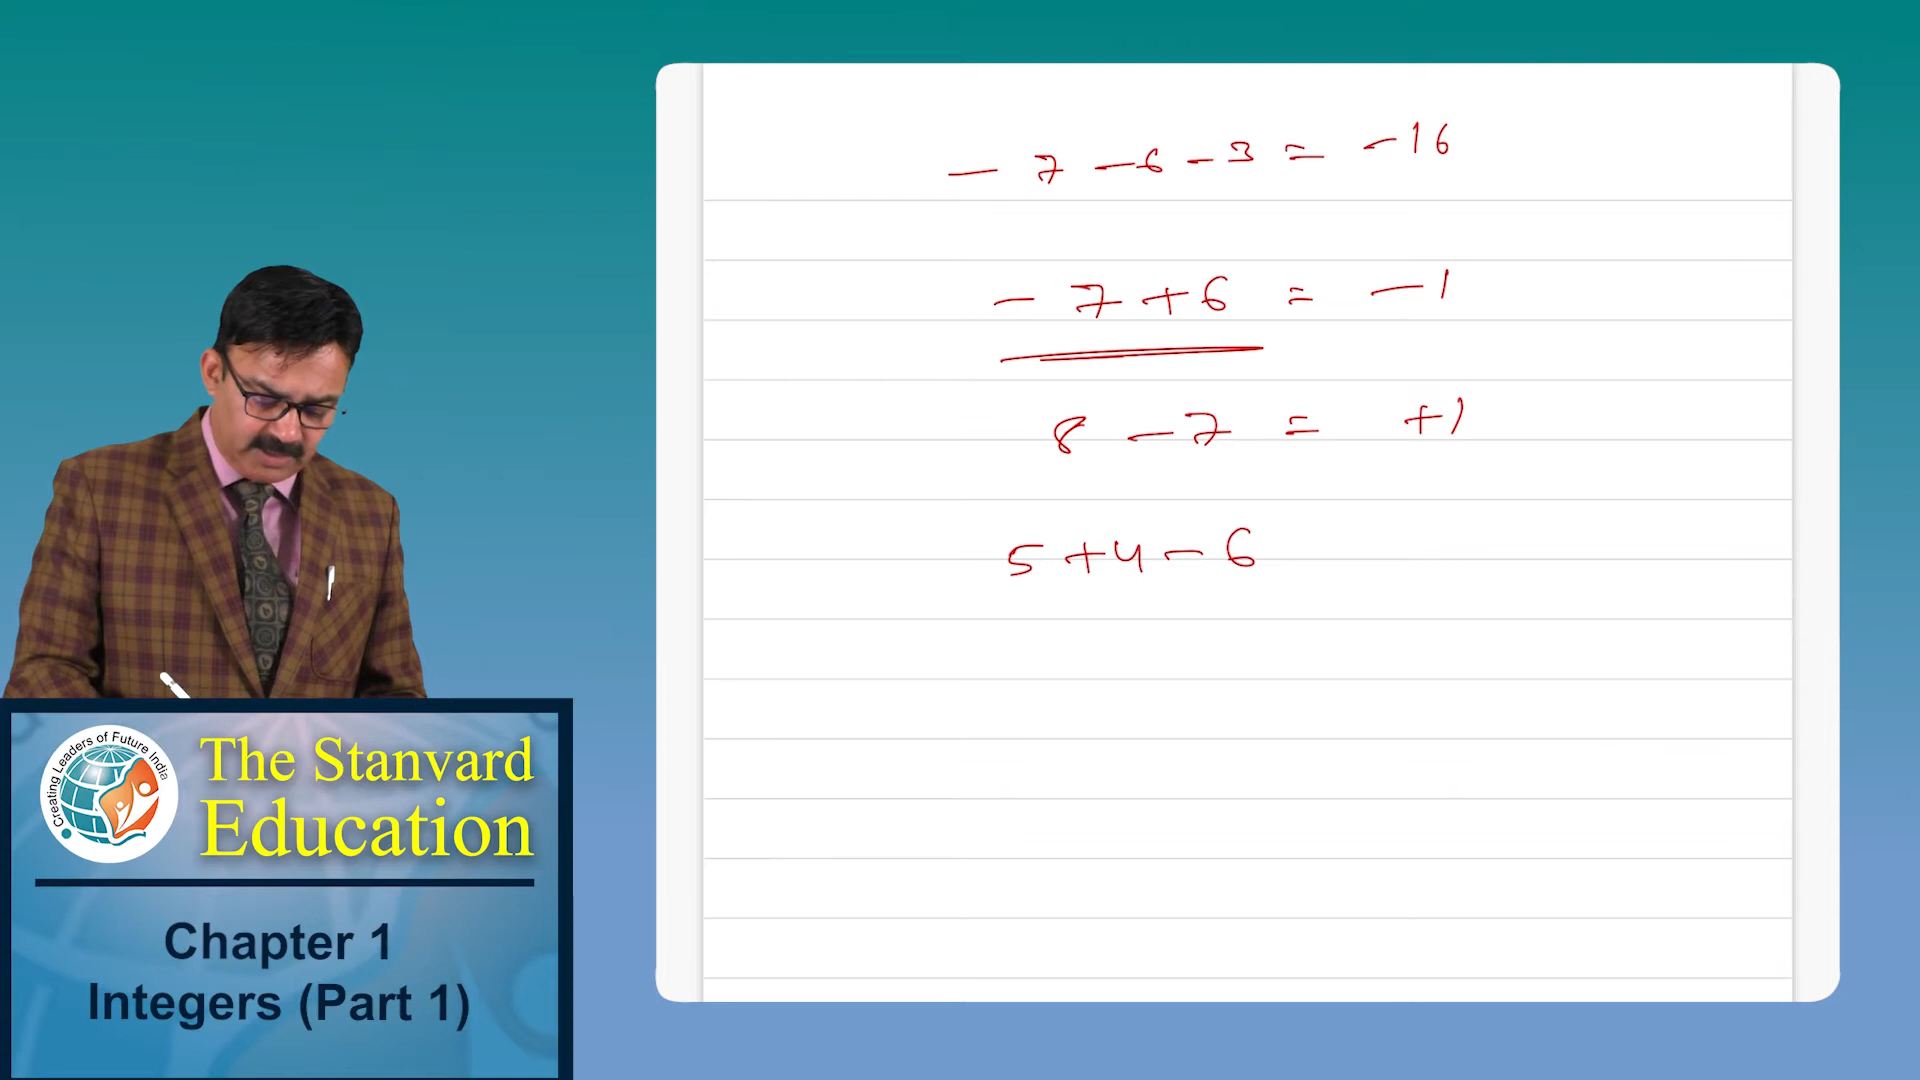 - 7 - 6 - 3 = - 16
- 7 + 6 = - 1
8 - 7 = + 1
5 + 4 - 6
Creating Leaders of Future India
The Stanvard
Education
Chapter 1
Integers (Part 1)